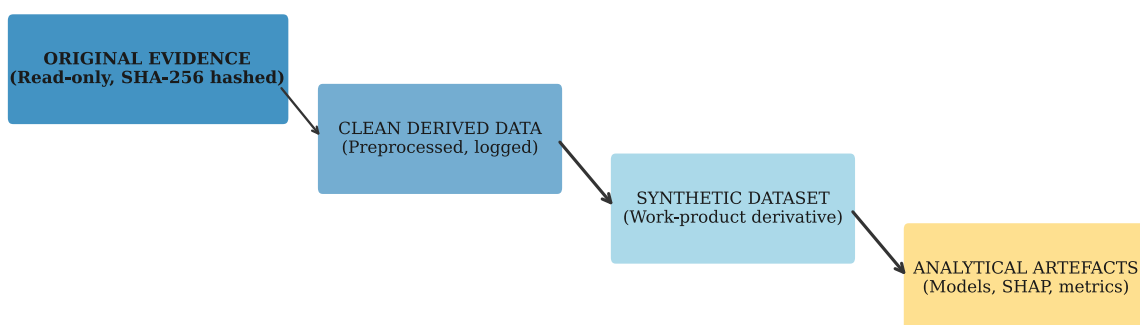 ORIGINAL EVIDENCE
(Read-only, SHA-256 hashed)
CLEAN DERIVED DATA
(Preprocessed, logged)
SYNTHETIC DATASET
(Work-product derivative)
ANALYTICAL ARTEFACTS
(Models, SHAP, metrics)